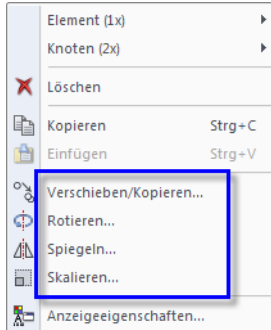 Element (1x)
Knoten (2x)
Löschen
Kopieren Strg+C
Einfügen Strg+V
Verschieben/Kopieren...
Rotieren...
Spiegeln...
Skalieren...
Anzeigeeigenschaften...